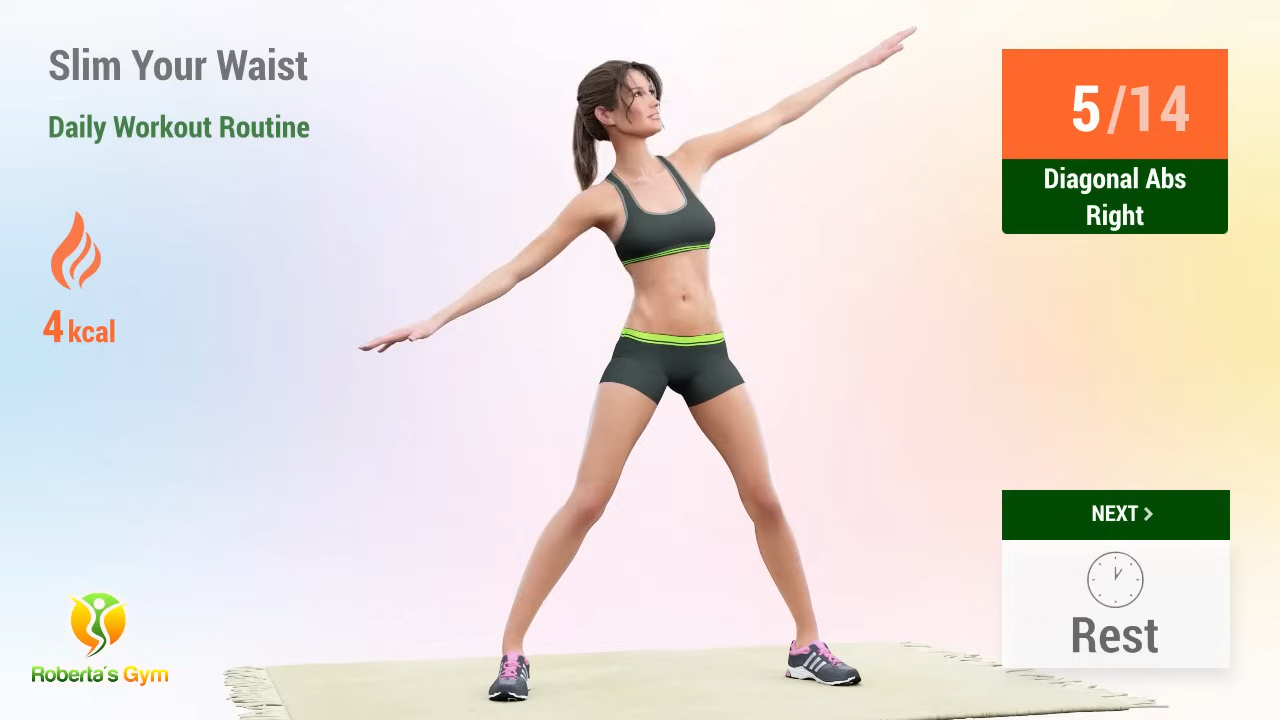 Slim Your Waist
Daily Workout Routine
5/14
Diagonal Abs
Right
4 kcal
NEXT >
Rest
Roberta´s Gym